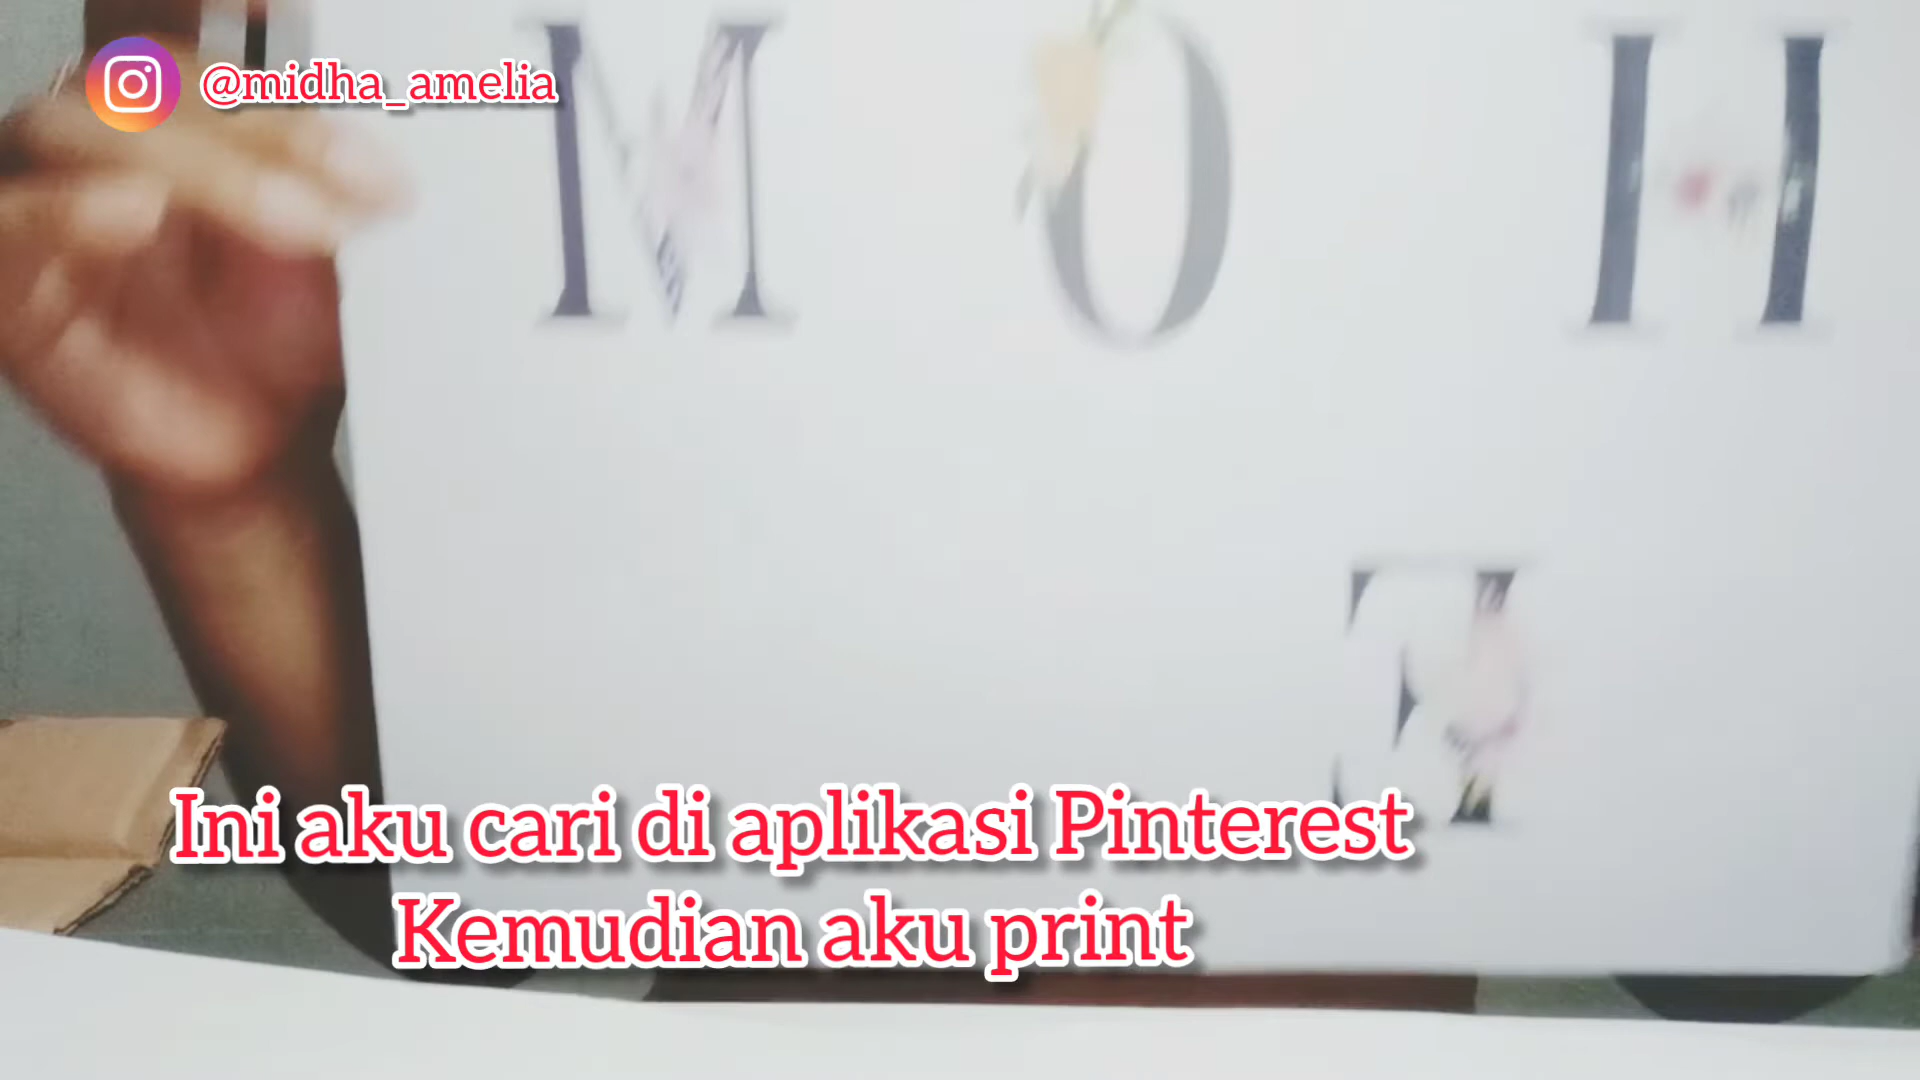 @midha_amelia
M O H
I
Ini aku cari di aplikasi Pinterest
Kemudian aku print